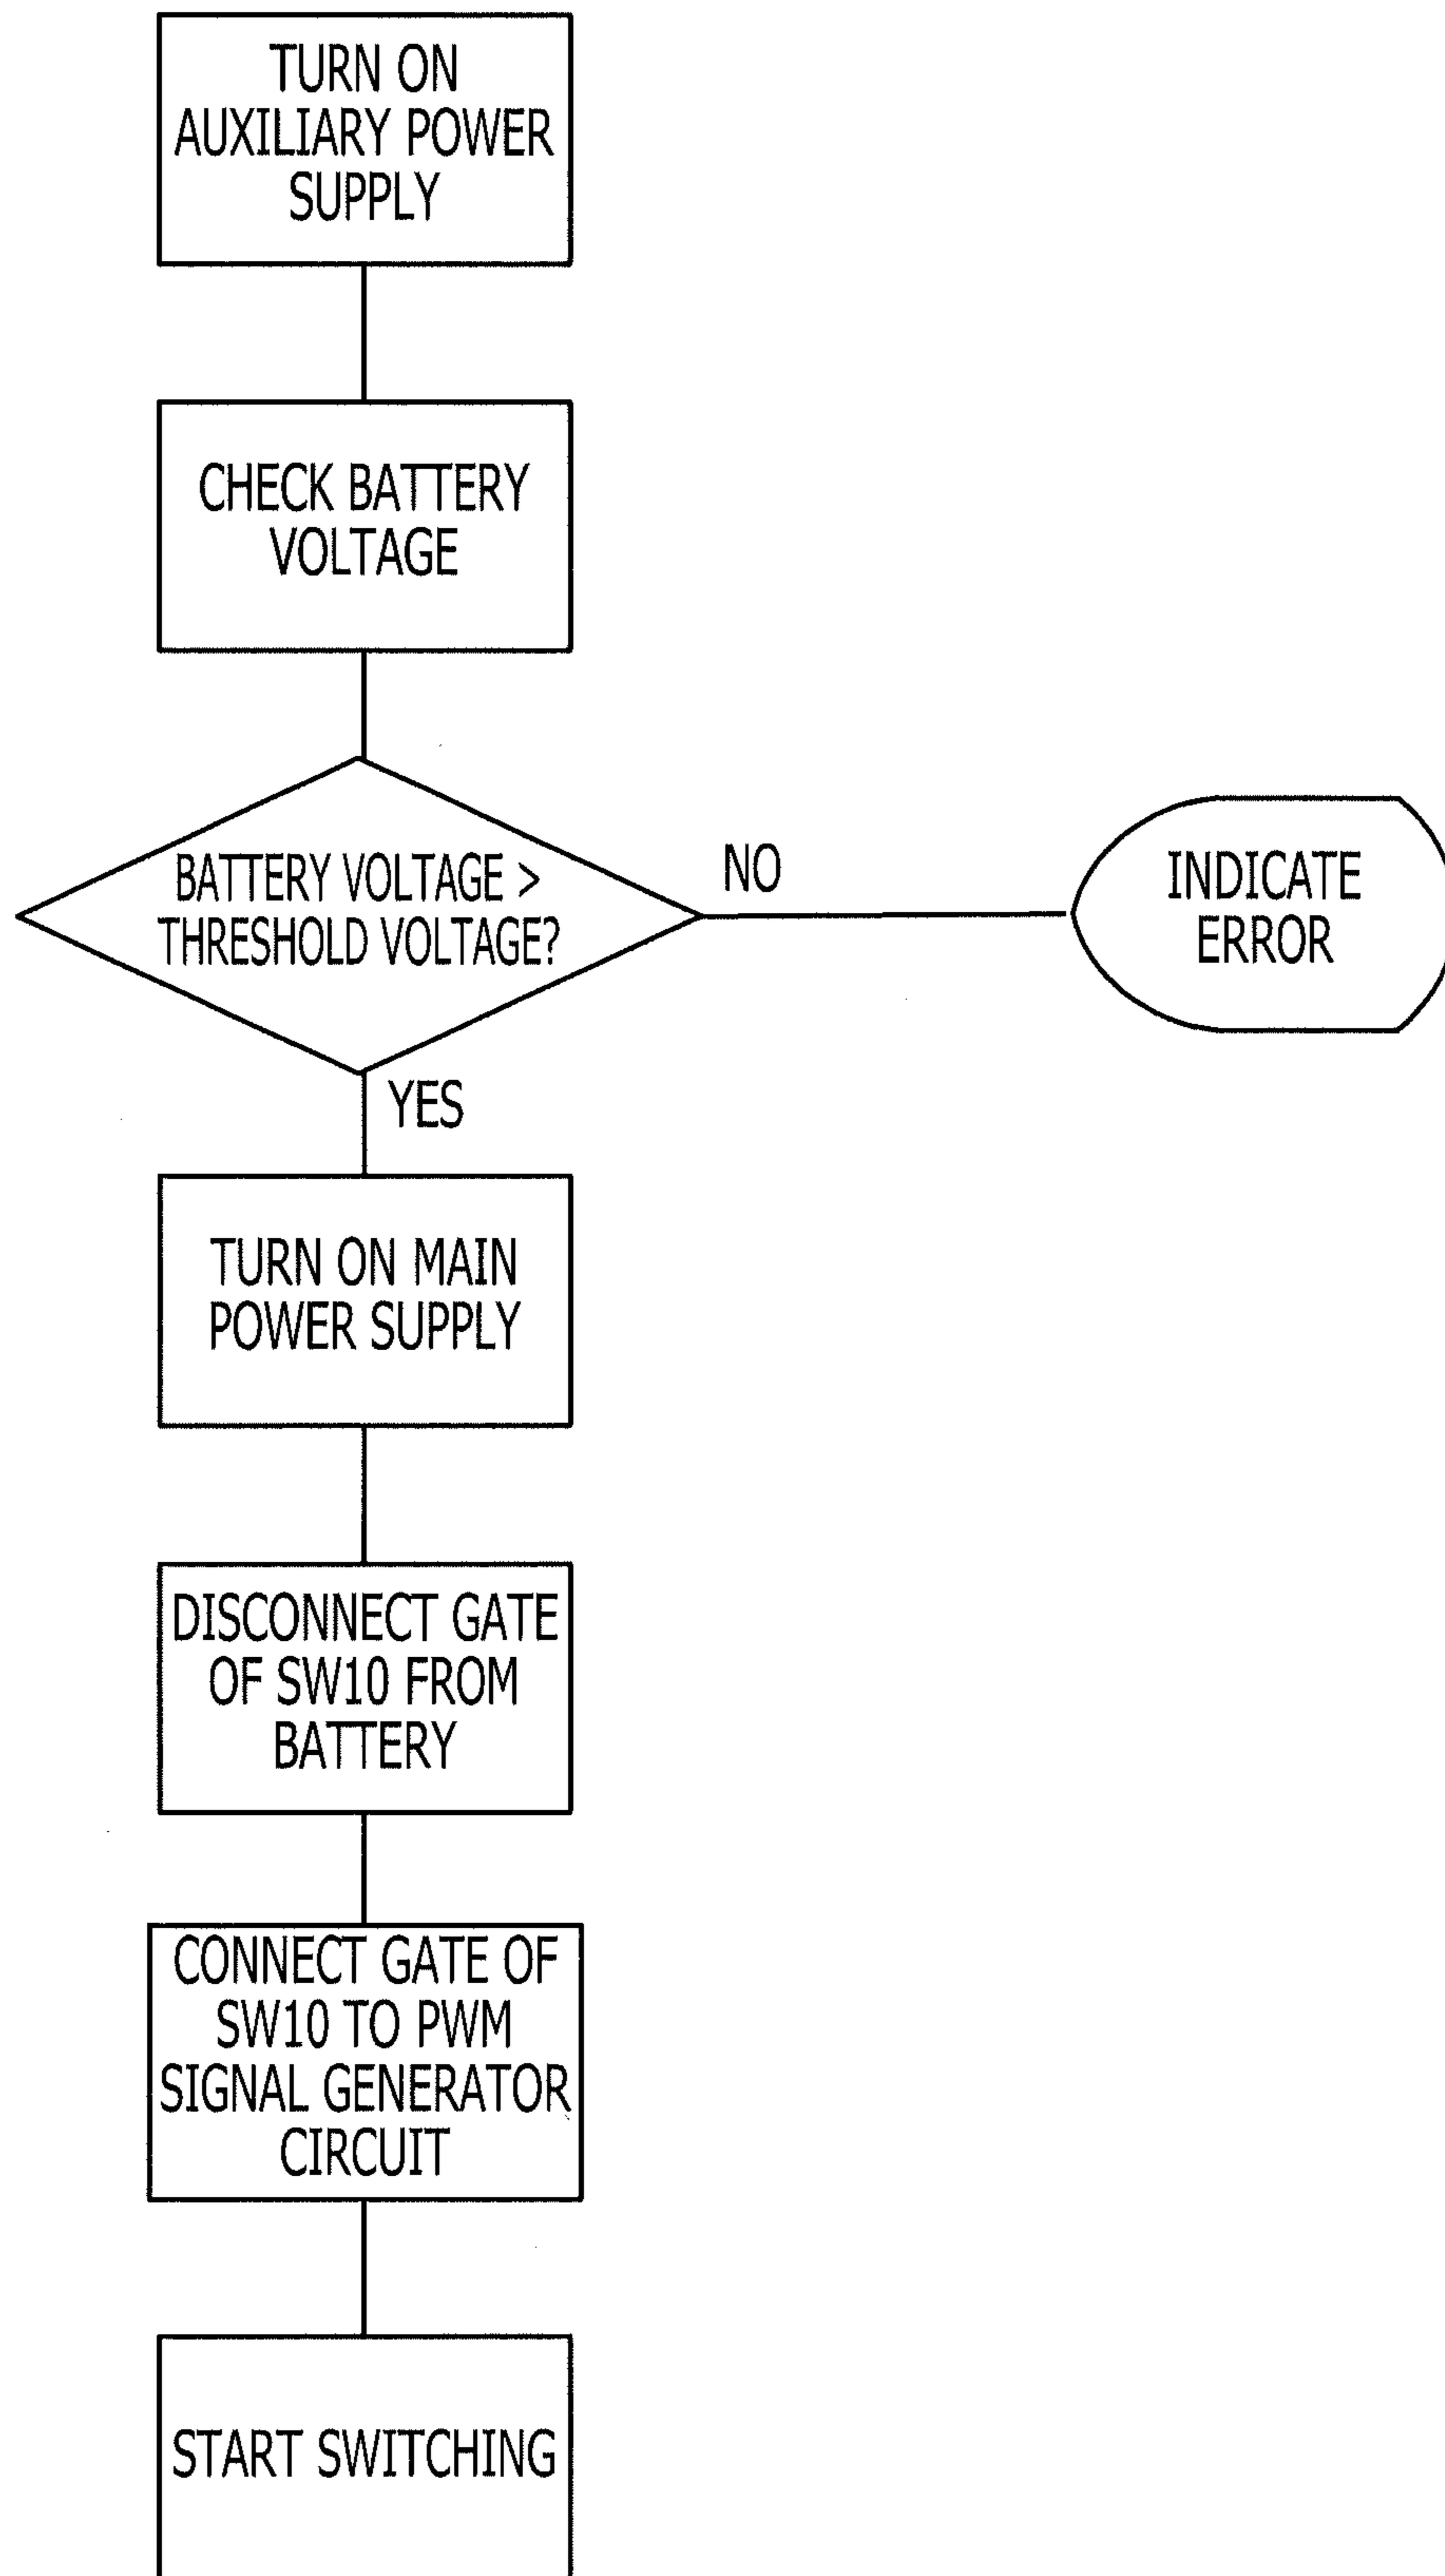 TURN ON
AUXILIARY POWER
SUPPLY
CHECK BATTERY
VOLTAGE
BATTERY VOLTAGE >
THRESHOLD VOLTAGE?
NO
INDICATE
ERROR
YES
TURN ON MAIN
POWER SUPPLY
DISCONNECT GATE
OF SW10 FROM
BATTERY
CONNECT GATE OF
SW10 TO PWM
SIGNAL GENERATOR
CIRCUIT
START SWITCHING